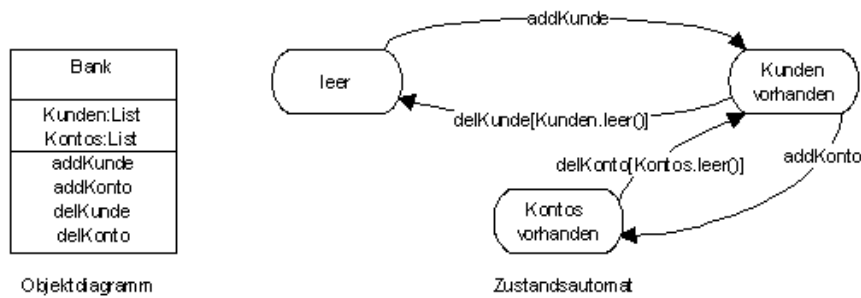 Bank
Kunden:List
Kontos:List
addKunde
addKonto
delKunde
delKonto
Objektdiagramm
addKunde
leer
Kunden
vorhanden
delKunde[Kunden.leer()]
delKonto[Kontos.leer()]
addKonto
Kontos
vorhanden
Zustandsautomat